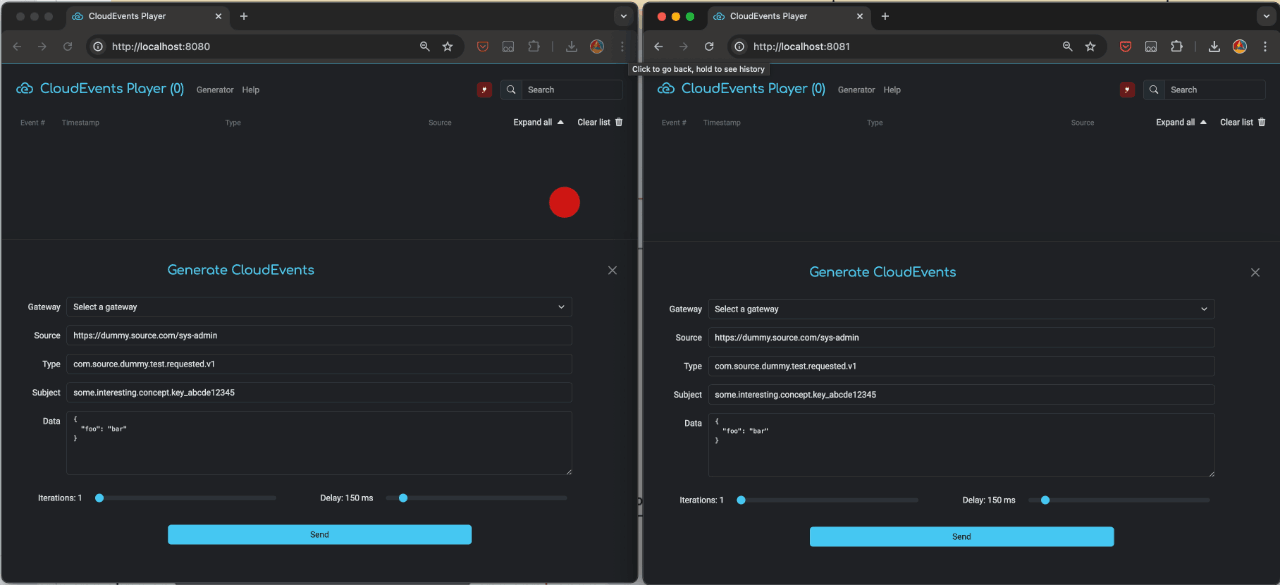 CloudEvents Player
http://localhost:8080
CloudEvents Player (0) Generator Help Search
Event # Timestamp Type Source Expand all Clear list
Generate CloudEvents
Gateway Select a gateway
Source https://dummy.source.com/sys-admin
Type com.source.dummy.test.requested.v1
Subject some.interesting.concept.key_abcde12345
Data {
"foo": "bar"
}
Iterations: 1 Delay: 150 ms
Send
CloudEvents Player
http://localhost:8081
Click to go back, hold to see history
CloudEvents Player (0) Generator Help Search
Event # Timestamp Type Source Expand all Clear list
Generate CloudEvents
Gateway Select a gateway
Source https://dummy.source.com/sys-admin
Type com.source.dummy.test.requested.v1
Subject some.interesting.concept.key_abcde12345
Data {
"foo": "bar"
}
Iterations: 1 Delay: 150 ms
Send